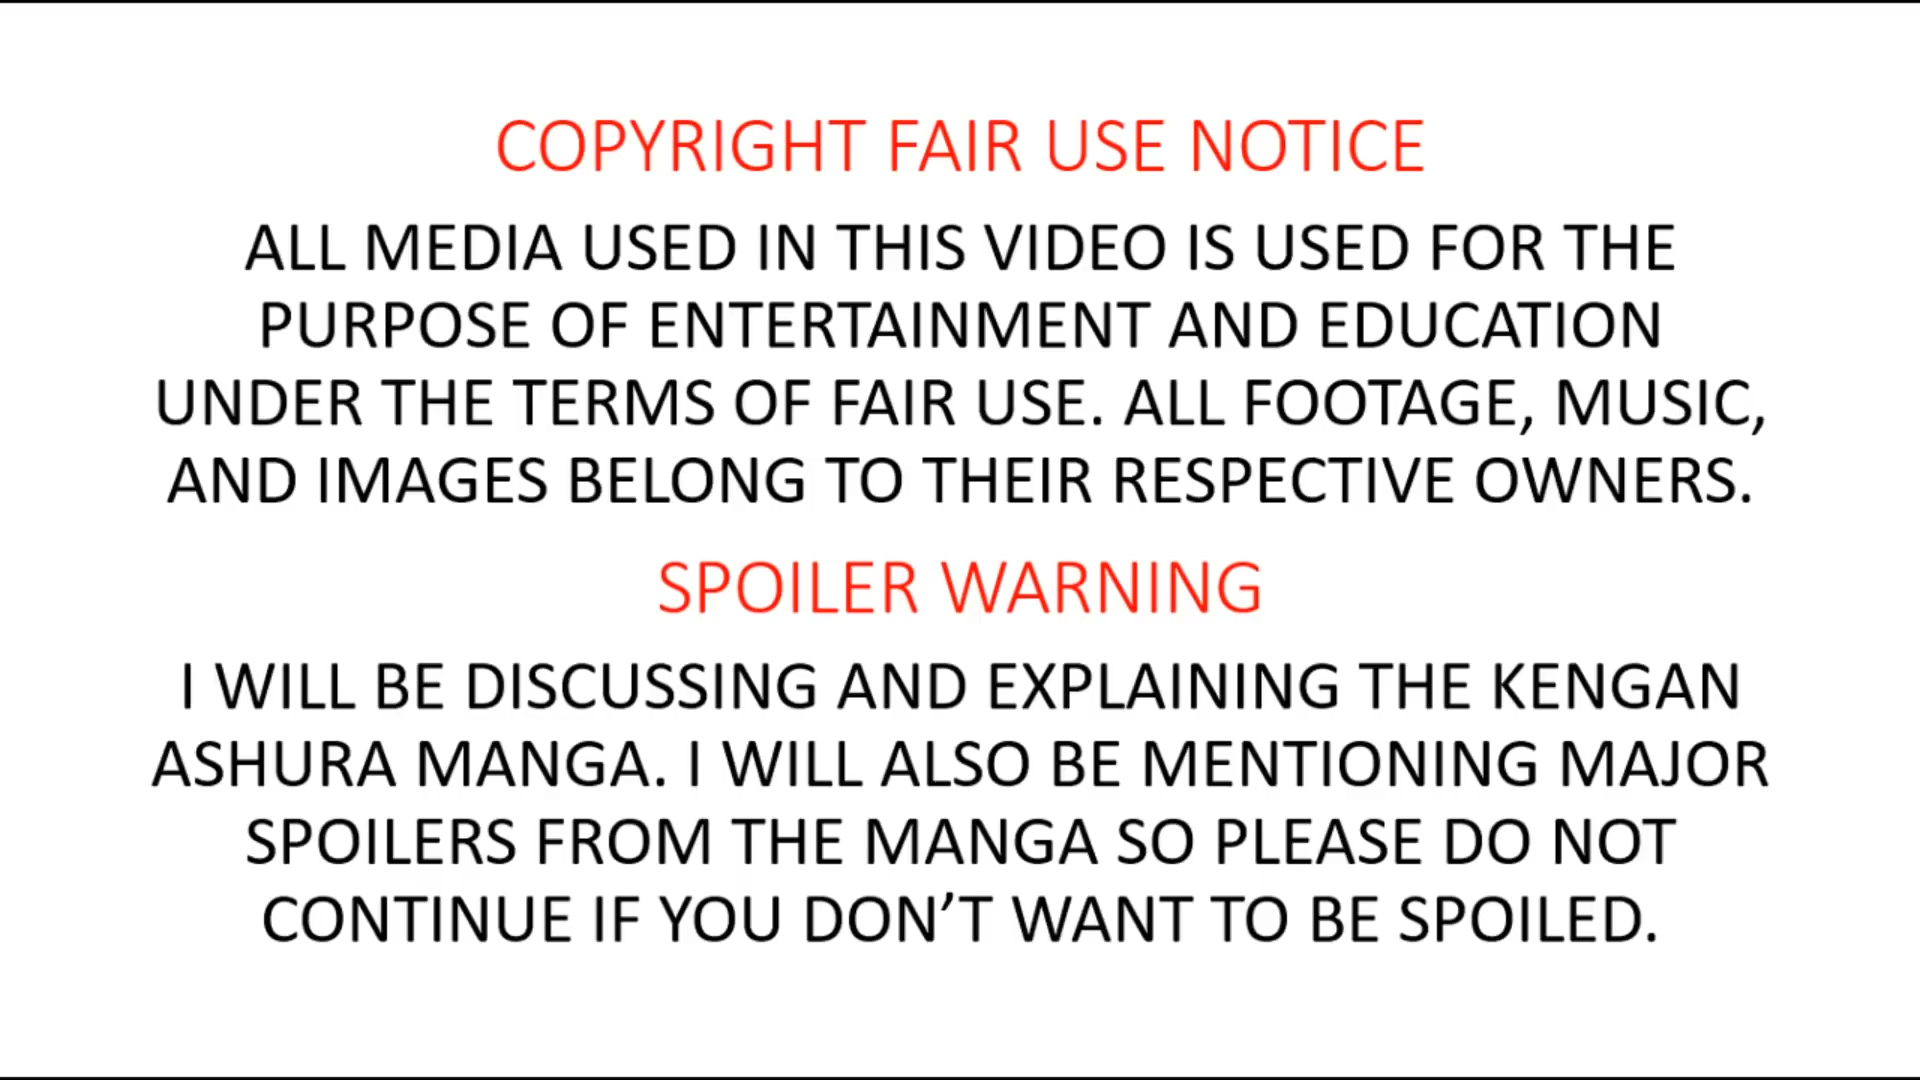 COPYRIGHT FAIR USE NOTICE
ALL MEDIA USED IN THIS VIDEO IS USED FOR THE
PURPOSE OF ENTERTAINMENT AND EDUCATION
UNDER THE TERMS OF FAIR USE. ALL FOOTAGE, MUSIC,
AND IMAGES BELONG TO THEIR RESPECTIVE OWNERS.
SPOILER WARNING
I WILL BE DISCUSSING AND EXPLAINING THE KENGAN
ASHURA MANGA. I WILL ALSO BE MENTIONING MAJOR
SPOILERS FROM THE MANGA SO PLEASE DO NOT
CONTINUE IF YOU DON’T WANT TO BE SPOILED.